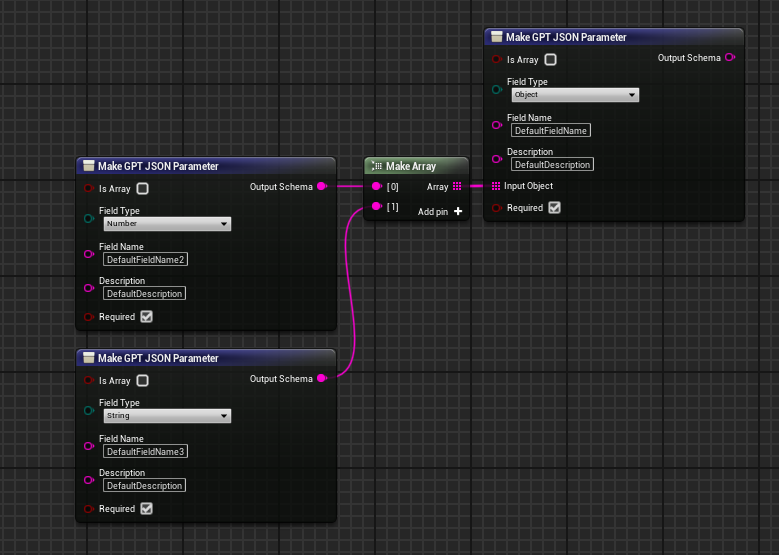 Make GPT JSON Parameter
Is Array
Output Schema
Field Type
Object
Field Name
DefaultFieldName
Description
DefaultDescription
Input Object
Required
Make GPT JSON Parameter
Is Array
Output Schema
Field Type
Number
Field Name
DefaultFieldName2
Description
DefaultDescription
Required
Make Array
[0]
Array
[1]
Add pin
Make GPT JSON Parameter
Is Array
Output Schema
Field Type
String
Field Name
DefaultFieldName3
Description
DefaultDescription
Required